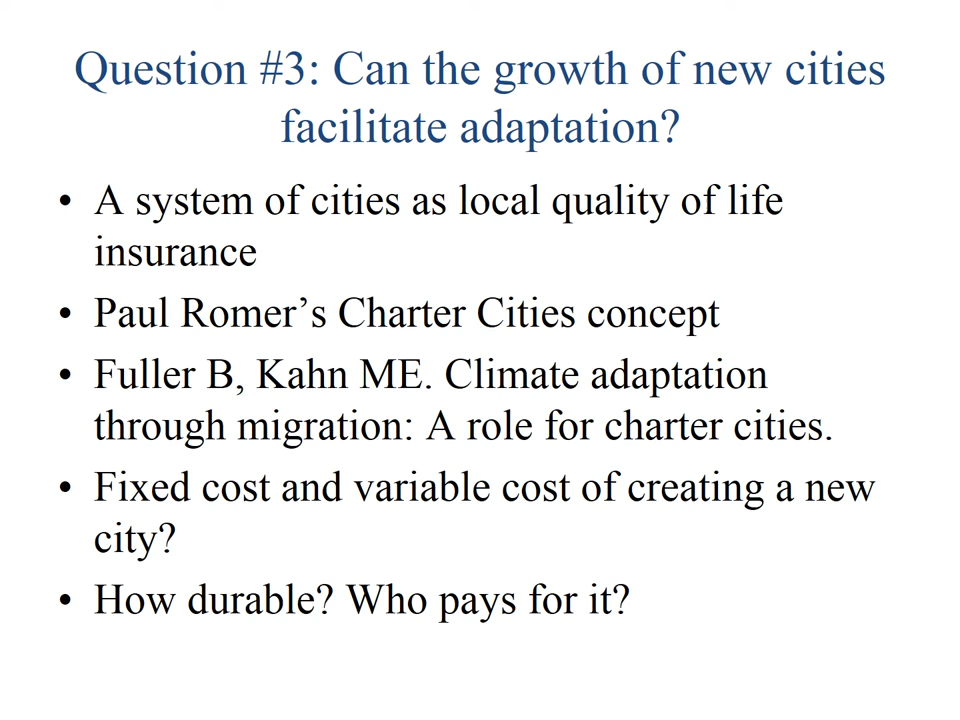 Question #3: Can the growth of new cities
facilitate adaptation?
• A system of cities as local quality of life
insurance
• Paul Romer’s Charter Cities concept
• Fuller B, Kahn ME. Climate adaptation
through migration: A role for charter cities.
• Fixed cost and variable cost of creating a new
city?
• How durable? Who pays for it?